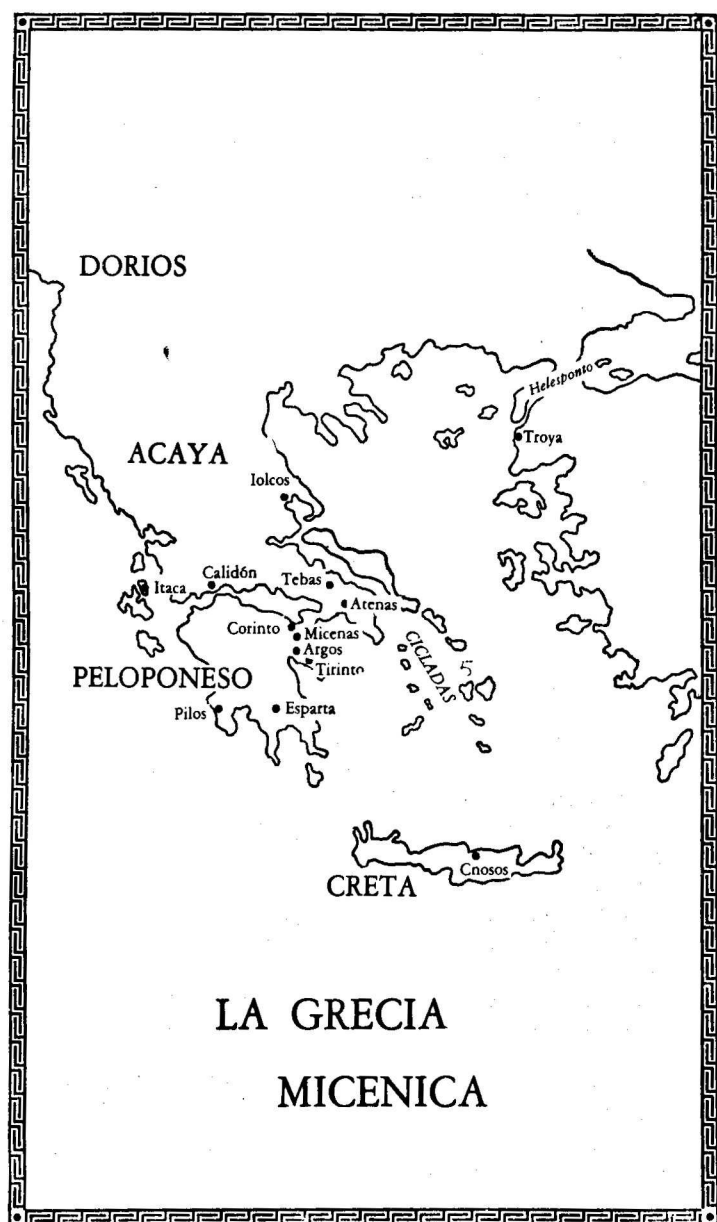 DORIOS
Helesponto
Troya
ACAYA
Iolcos
Itaca
Calidón
Tebas
Atenas
Corinto
Micenas
Argos
Tirinto
CICLADAS
PELOPONESO
Pilos
Esparta
Cnosos
CRETA
LA GRECIA
MICENICA